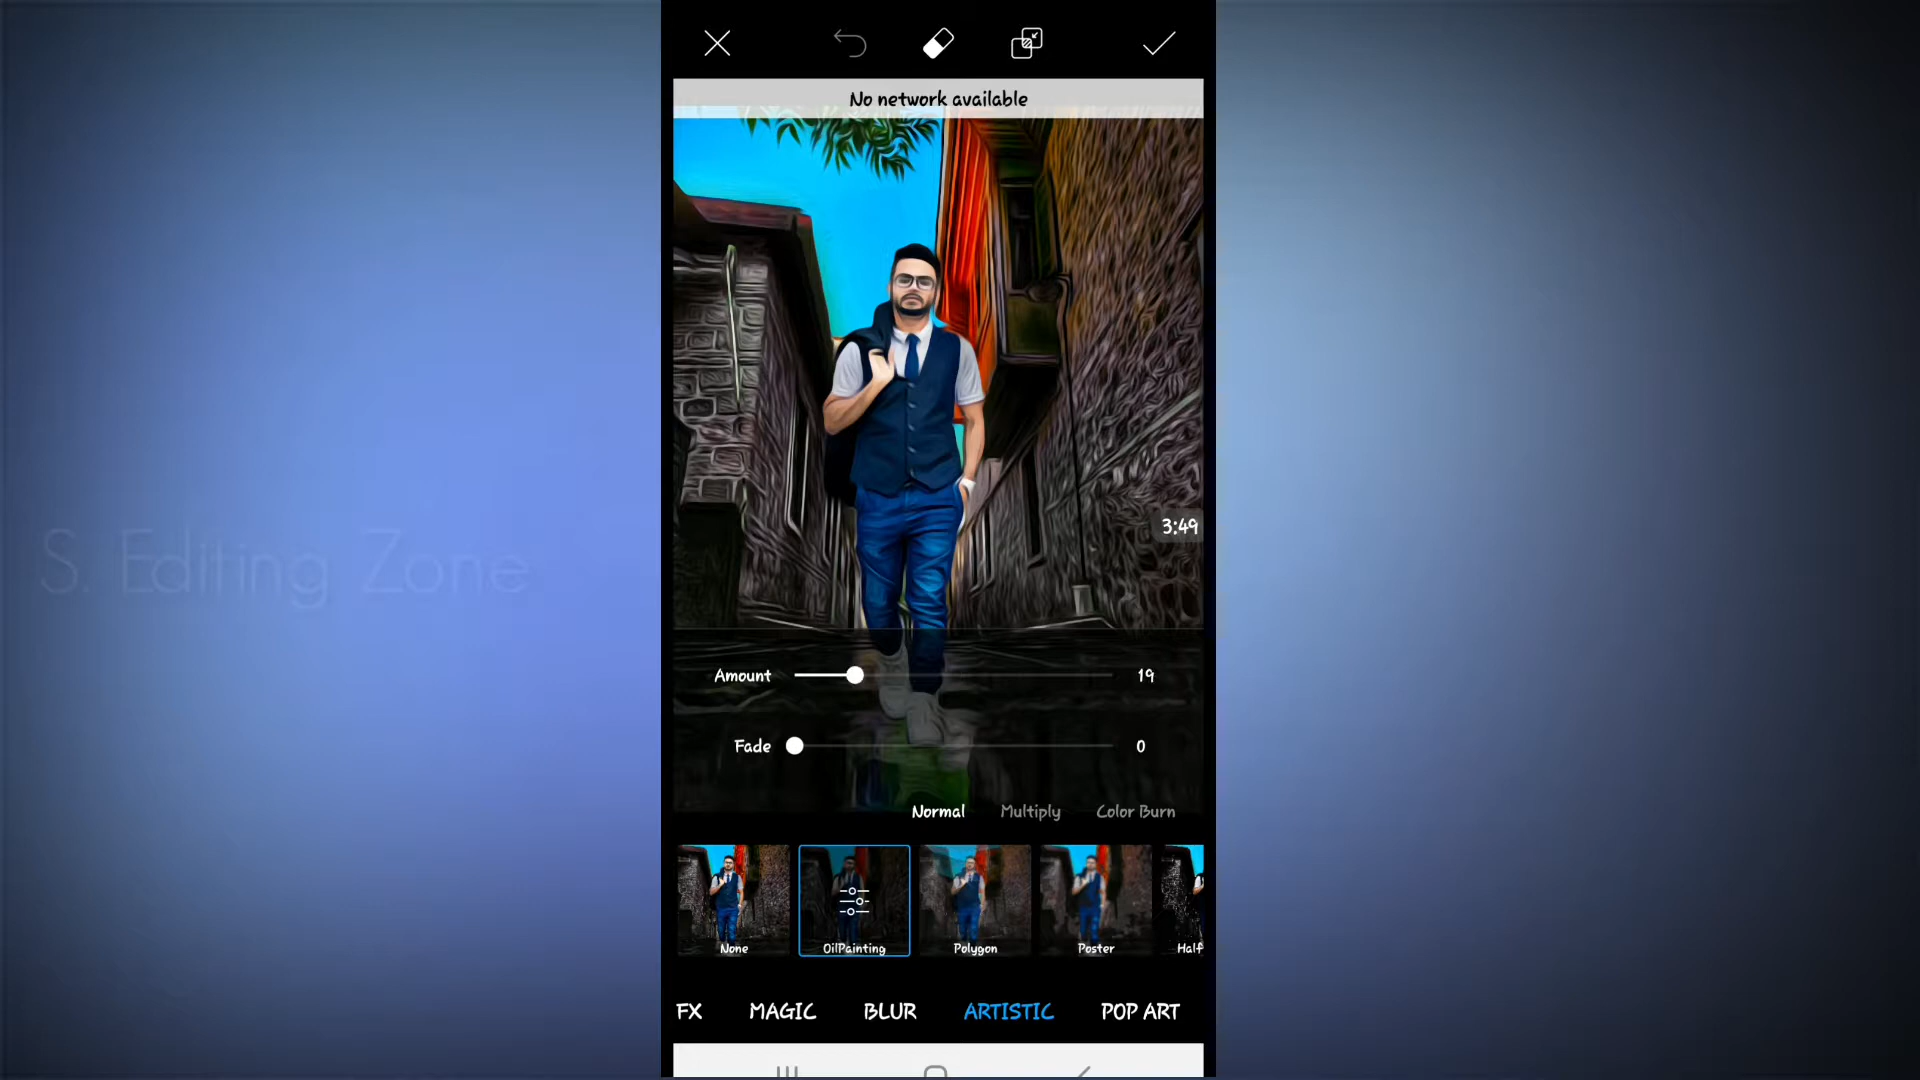 No network available
3:49
S. Editing Zone
Amount 19
Fade 0
Normal Multiply Color Burn
None OilPainting Polygon Poster Half
FX MAGIC BLUR ARTISTIC POP ART